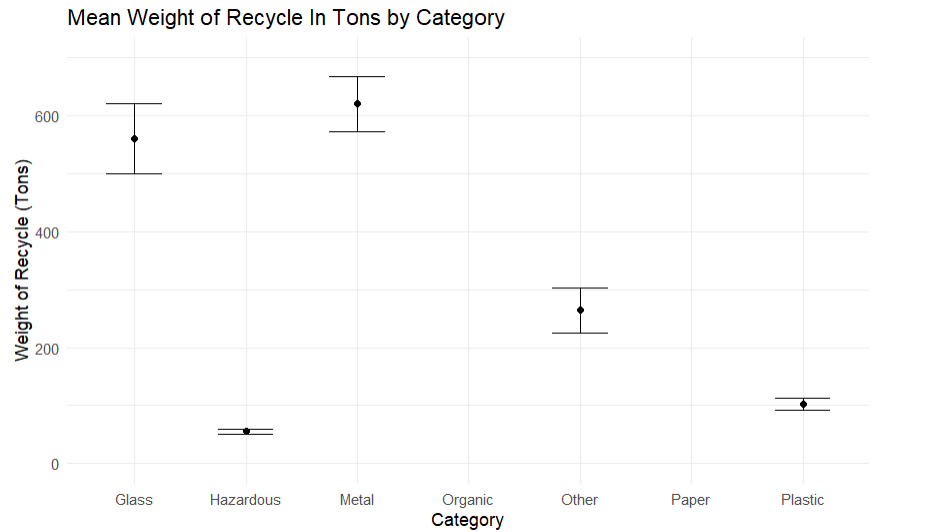 Mean Weight of Recycle In Tons by Category
Weight of Recycle (Tons)
600
400
200
0
Glass Hazardous Metal Organic Other Paper Plastic
Category